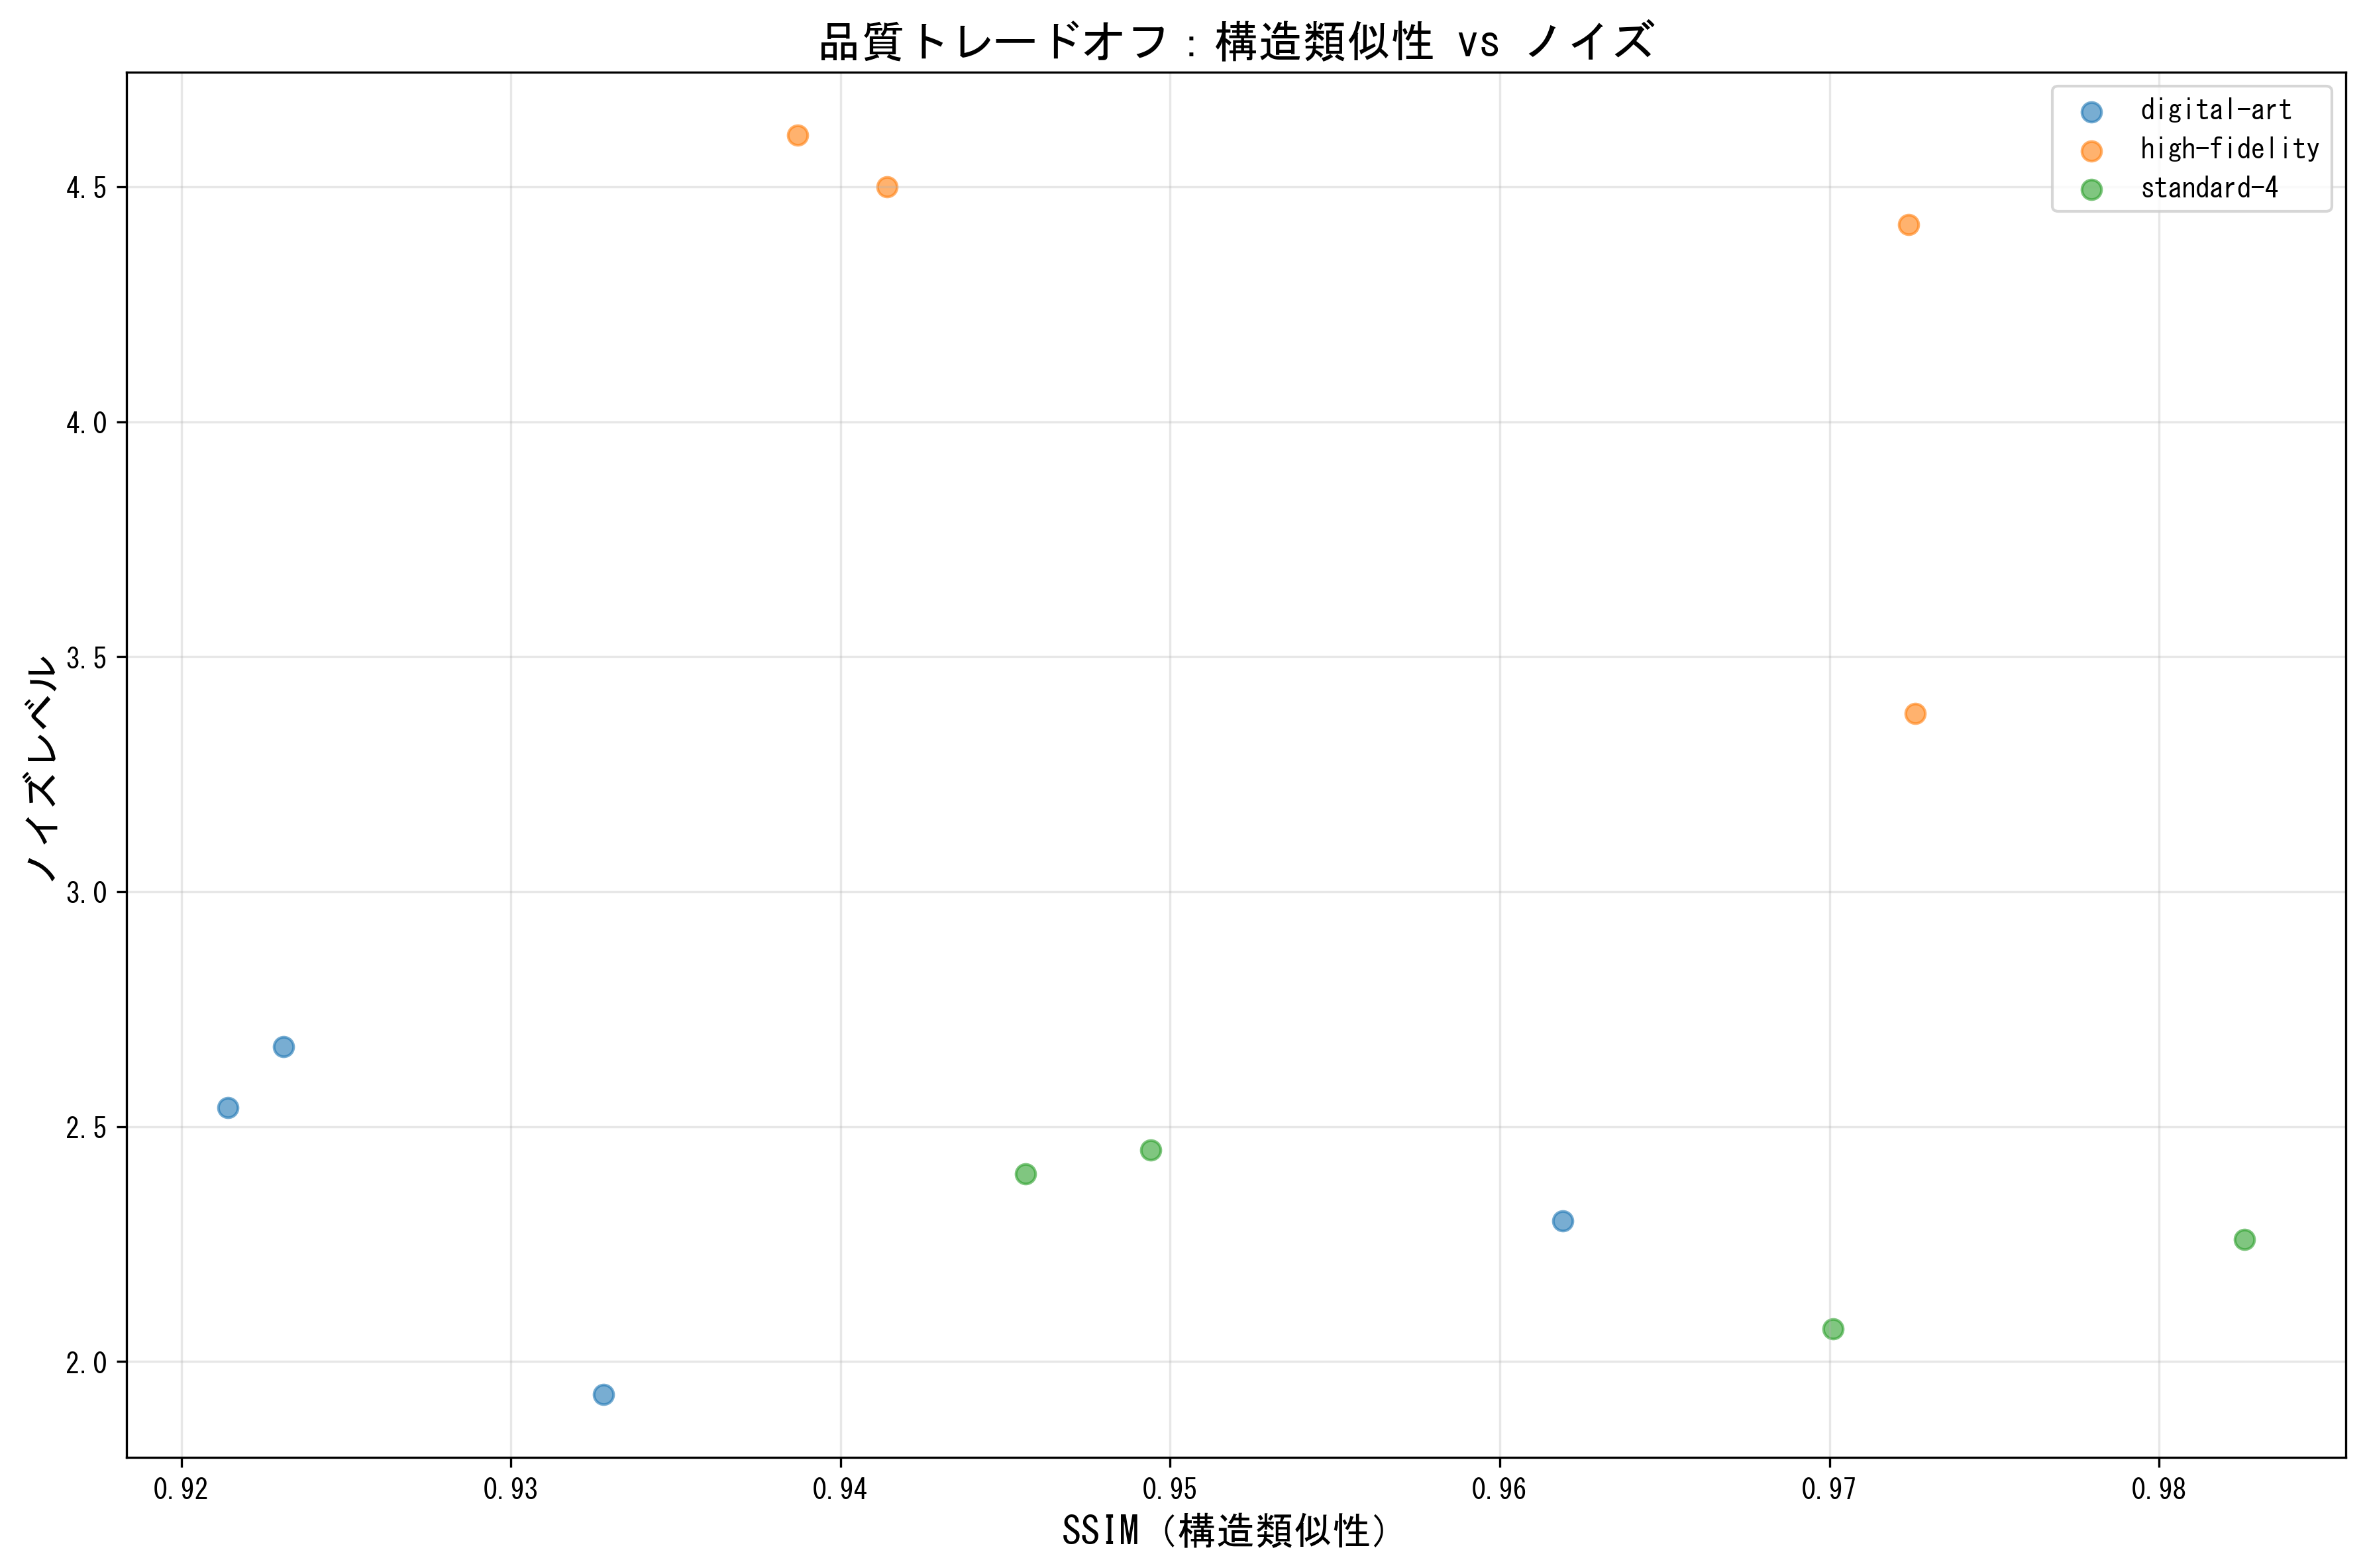 品質トレードオフ：構造類似性 vs ノイズ
digital-art
high-fidelity
standard-4
ノイズレベル
4.5
4.0
3.5
3.0
2.5
2.0
0.92 0.93 0.94 0.95 0.96 0.97 0.98
SSIM (構造類似性)